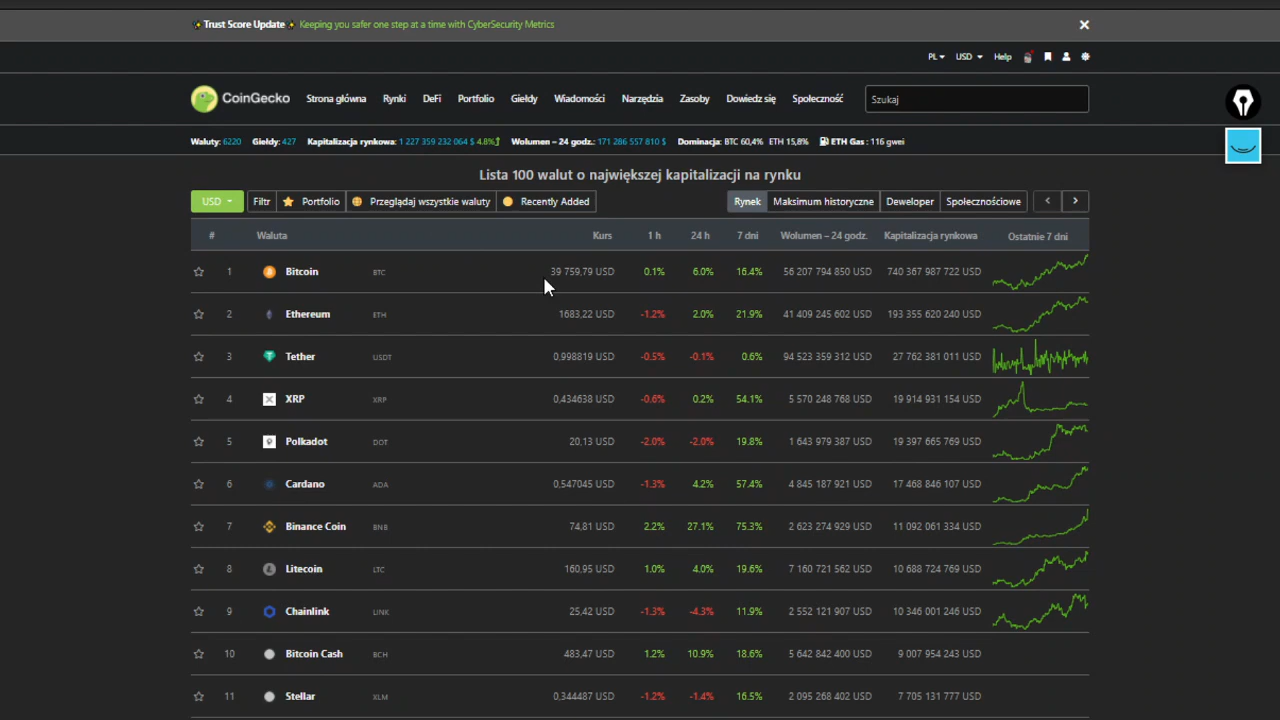 Trust Score Update Keeping you safer one step at a time with CyberSecurity Metrics
PL USD Help
CoinGecko Strona główna Rynki DeFi Portfolio Giełdy Wiadomości Narzędzia Zasoby Dowiedz się Społeczność Szukaj
Waluty: 6220 Giełdy: 427 Kapitalizacja rynkowa: 1 227 359 232 064 $ 4.8% Wolumen – 24 godz.: 171 286 557 810 $ Dominacja: BTC 60,4% ETH 15,8% ETH Gas : 116 gwei
Lista 100 walut o największej kapitalizacji na rynku
USD Filtr Portfolio Przeglądaj wszystkie waluty Recently Added Rynek Maksimum historyczne Deweloper Społecznościowe
# Waluta Kurs 1 h 24 h 7 dni Wolumen – 24 godz. Kapitalizacja rynkowa Ostatnie 7 dni
1 Bitcoin BTC 39 759,79 USD 0.1% 6.0% 16.4% 56 207 794 850 USD 740 367 987 722 USD
2 Ethereum ETH 1683,22 USD -1.2% 2.0% 21.9% 41 409 245 602 USD 193 355 620 240 USD
3 Tether USDT 0,998819 USD -0.5% -0.1% 0.6% 94 523 359 312 USD 27 762 381 011 USD
4 XRP XRP 0,434638 USD -0.6% 0.2% 54.1% 5 570 248 768 USD 19 914 931 154 USD
5 Polkadot DOT 20,13 USD -2.0% -2.0% 19.8% 1 643 979 387 USD 19 397 665 769 USD
6 Cardano ADA 0,547045 USD -1.3% 4.2% 57.4% 4 845 187 921 USD 17 468 846 107 USD
7 Binance Coin BNB 74,81 USD 2.2% 27.1% 75.3% 2 623 274 929 USD 11 092 061 334 USD
8 Litecoin LTC 160,95 USD 1.0% 4.0% 19.6% 7 160 721 562 USD 10 688 724 769 USD
9 Chainlink LINK 25,42 USD -1.3% -4.3% 11.9% 2 552 121 907 USD 10 346 001 246 USD
10 Bitcoin Cash BCH 483,47 USD 1.2% 10.9% 18.6% 5 642 842 400 USD 9 007 954 243 USD
11 Stellar XLM 0,344487 USD -1.2% -1.4% 16.5% 2 095 268 402 USD 7 705 131 777 USD